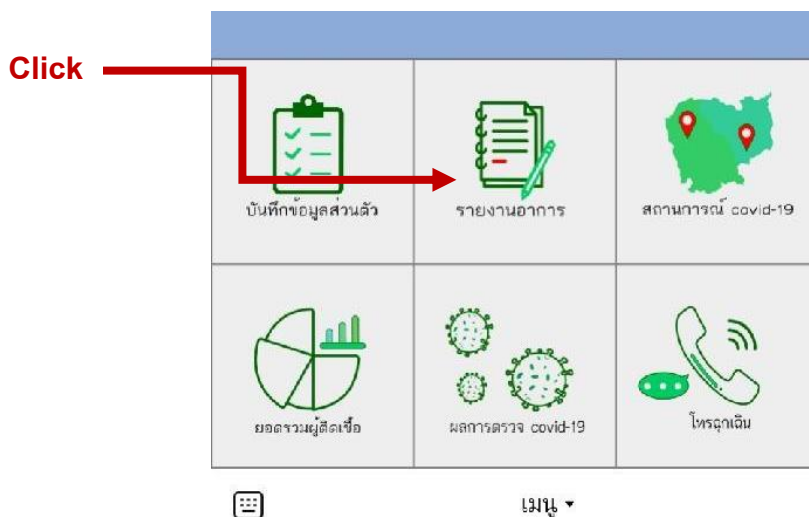 Click
บันทึกข้อมูลส่วนตัว
รายงานอาการ
สถานการณ์ covid-19
ยอดรวมผู้ติดเชื้อ
ผลการตรวจ covid-19
โทรฉุกเฉิน
เมนู